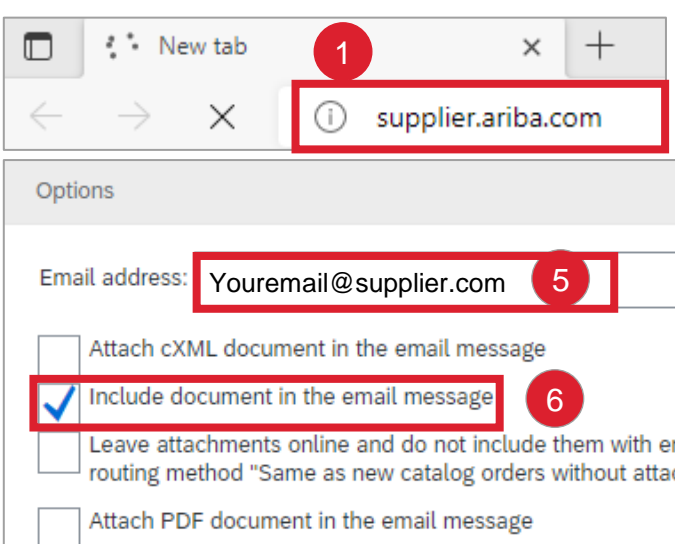 New tab
1
supplier.ariba.com
Options
Email address: Youremail@supplier.com 5
Attach cXML document in the email message
Include document in the email message 6
Leave attachments online and do not include them with
routing method "Same as new catalog orders without
Attach PDF document in the email message